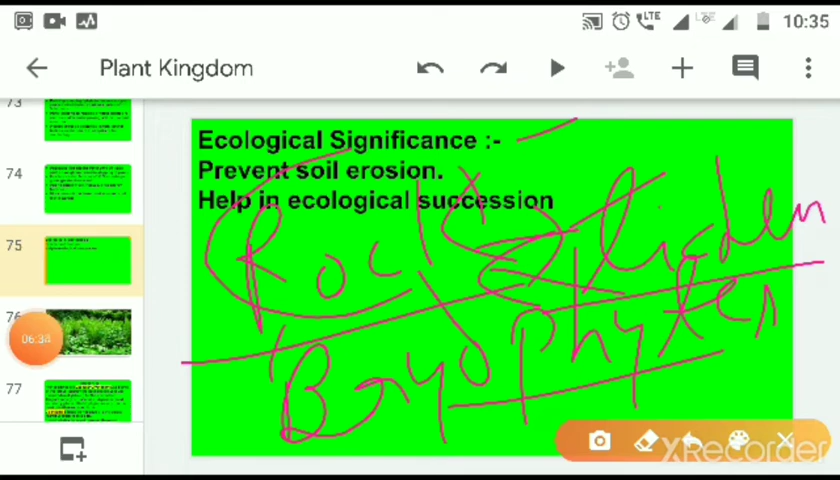 LTE
10:35
Plant Kingdom
73
74
Ecological Significance :-
Prevent soil erosion.
Help in ecological succession
75
Rock
lichen
Bryophytes
76
06:34
77
XRecorder